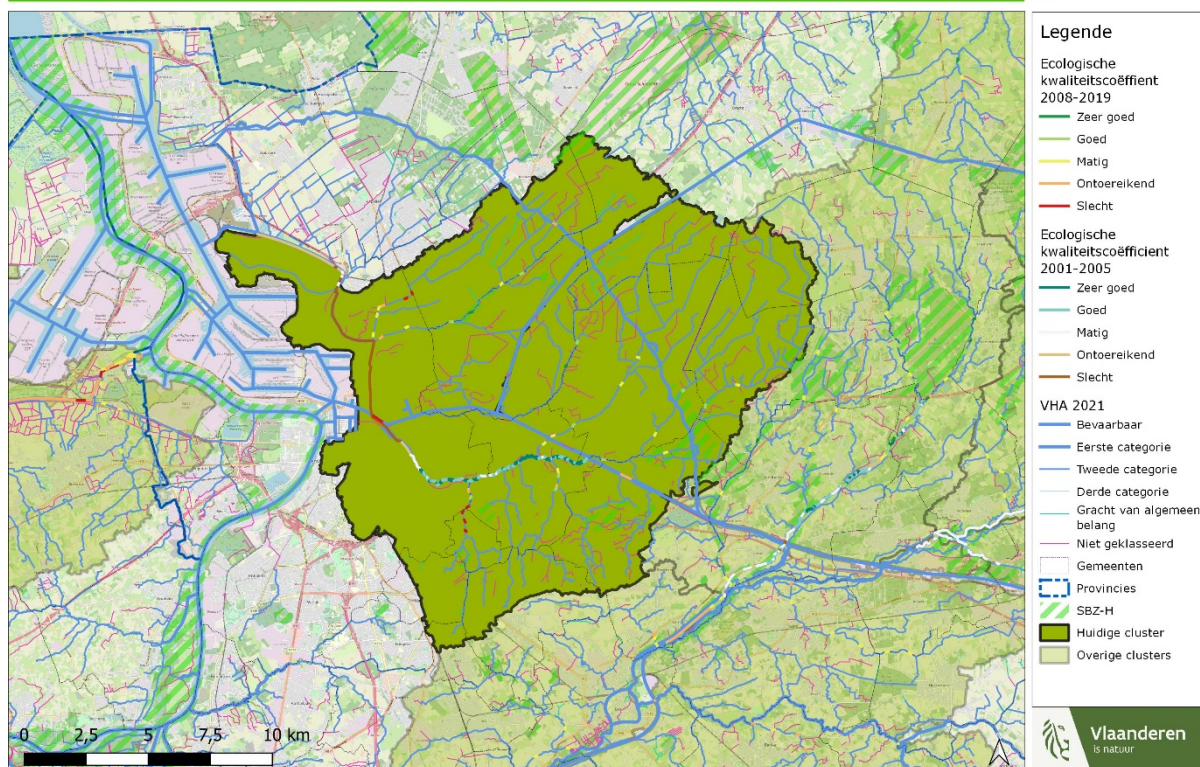 Legende
Ecologische
kwaliteitscoëffient
2008-2019
Zeer goed
Goed
Matig
Ontoereikend
Slecht
Ecologische
kwaliteitscoëfficient
2001-2005
Zeer goed
Goed
Matig
Ontoereikend
Slecht
VHA 2021
Bevaarbaar
Eerste categorie
Tweede categorie
Derde categorie
Gracht van algemeen
belang
Niet geklasseerd
Gemeenten
Provincies
SBZ-H
Huidige cluster
Overige clusters
0 2,5 5 7,5 10 km
Vlaanderen
is natuur